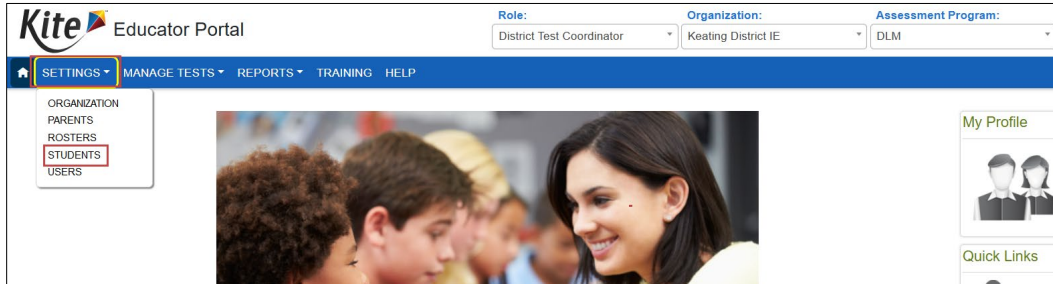 Kite Educator Portal
Role:
Organization:
Assessment Program:
District Test Coordinator
Keating District IE
DLM
SETTINGS MANAGE TESTS REPORTS TRAINING HELP
ORGANIZATION
PARENTS
ROSTERS
STUDENTS
USERS
My Profile
Quick Links